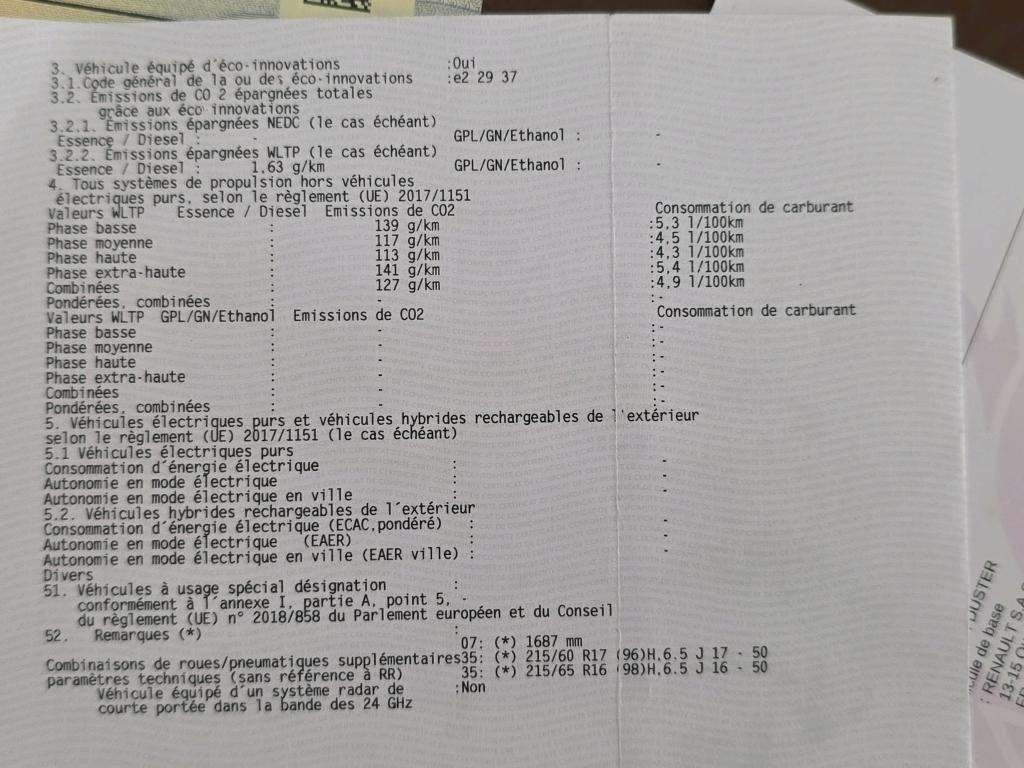 3. Véhicule équipé d'éco-innovations :Oui
3.1.Code général de la ou des éco-innovations :e2 29 37
3.2. Émissions de CO 2 épargnées totales
grâce aux éco innovations
3.2.1. Émissions épargnées NEDC (le cas échéant)
Essence / Diesel : - GPL/GN/Ethanol : -
3.2.2. Émissions épargnées WLTP (le cas échéant)
Essence / Diesel : 1,63 g/km GPL/GN/Ethanol : -
4. Tous systèmes de propulsion hors véhicules
électriques purs, selon le règlement (UE) 2017/1151
Valeurs WLTP Essence / Diesel Emissions de CO2 Consommation de carburant
Phase basse : 139 g/km :5,3 l/100km
Phase moyenne : 117 g/km :4,5 l/100km
Phase haute : 113 g/km :4,3 l/100km
Phase extra-haute : 141 g/km :5,4 l/100km
Combinées : 127 g/km :4,9 l/100km
Pondérées, combinées : - :-
Valeurs WLTP GPL/GN/Ethanol Emissions de CO2 Consommation de carburant
Phase basse : - :-
Phase moyenne : - :-
Phase haute : - :-
Phase extra-haute : - :-
Combinées : - :-
Pondérées, combinées : - :-
5. Véhicules électriques purs et véhicules hybrides rechargeables de l'extérieur
selon le règlement (UE) 2017/1151 (le cas échéant)
5.1 Véhicules électriques purs
Consommation d'énergie électrique : -
Autonomie en mode électrique : -
Autonomie en mode électrique en ville : -
5.2. Véhicules hybrides rechargeables de l'extérieur
Consommation d'énergie électrique (ECAC,pondéré) : -
Autonomie en mode électrique (EAER) : -
Autonomie en mode électrique en ville (EAER ville) : -
Divers
51. Véhicules à usage spécial désignation :
conformément à l'annexe I, partie A, point 5, -
du règlement (UE) n° 2018/858 du Parlement européen et du Conseil
52. Remarques (*) :
07: (*) 1687 mm
Combinaisons de roues/pneumatiques supplémentaires35: (*) 215/60 R17 (96)H,6.5 J 17 - 50
paramètres techniques (sans référence à RR) 35: (*) 215/65 R16 (98)H,6.5 J 16 - 50
Véhicule équipé d'un système radar de :Non
courte portée dans la bande des 24 GHz
DUSTER
de base
: RENAULT S.A
13-15